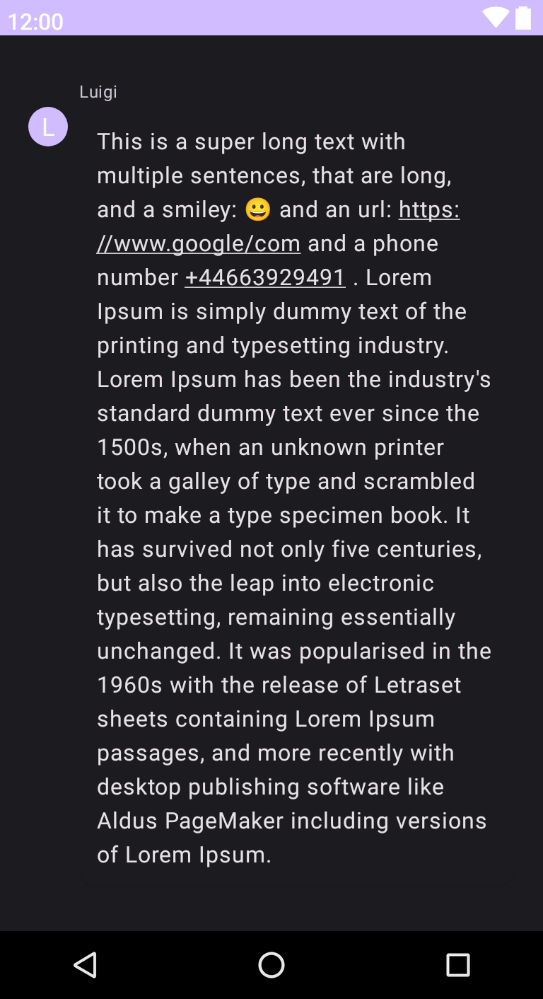 12:00
Luigi
L
This is a super long text with
multiple sentences, that are long,
and a smiley: 😀 and an url: https:
//www.google/com and a phone
number +44663929491 . Lorem
Ipsum is simply dummy text of the
printing and typesetting industry.
Lorem Ipsum has been the industry's
standard dummy text ever since the
1500s, when an unknown printer
took a galley of type and scrambled
it to make a type specimen book. It
has survived not only five centuries,
but also the leap into electronic
typesetting, remaining essentially
unchanged. It was popularised in the
1960s with the release of Letraset
sheets containing Lorem Ipsum
passages, and more recently with
desktop publishing software like
Aldus PageMaker including versions
of Lorem Ipsum.